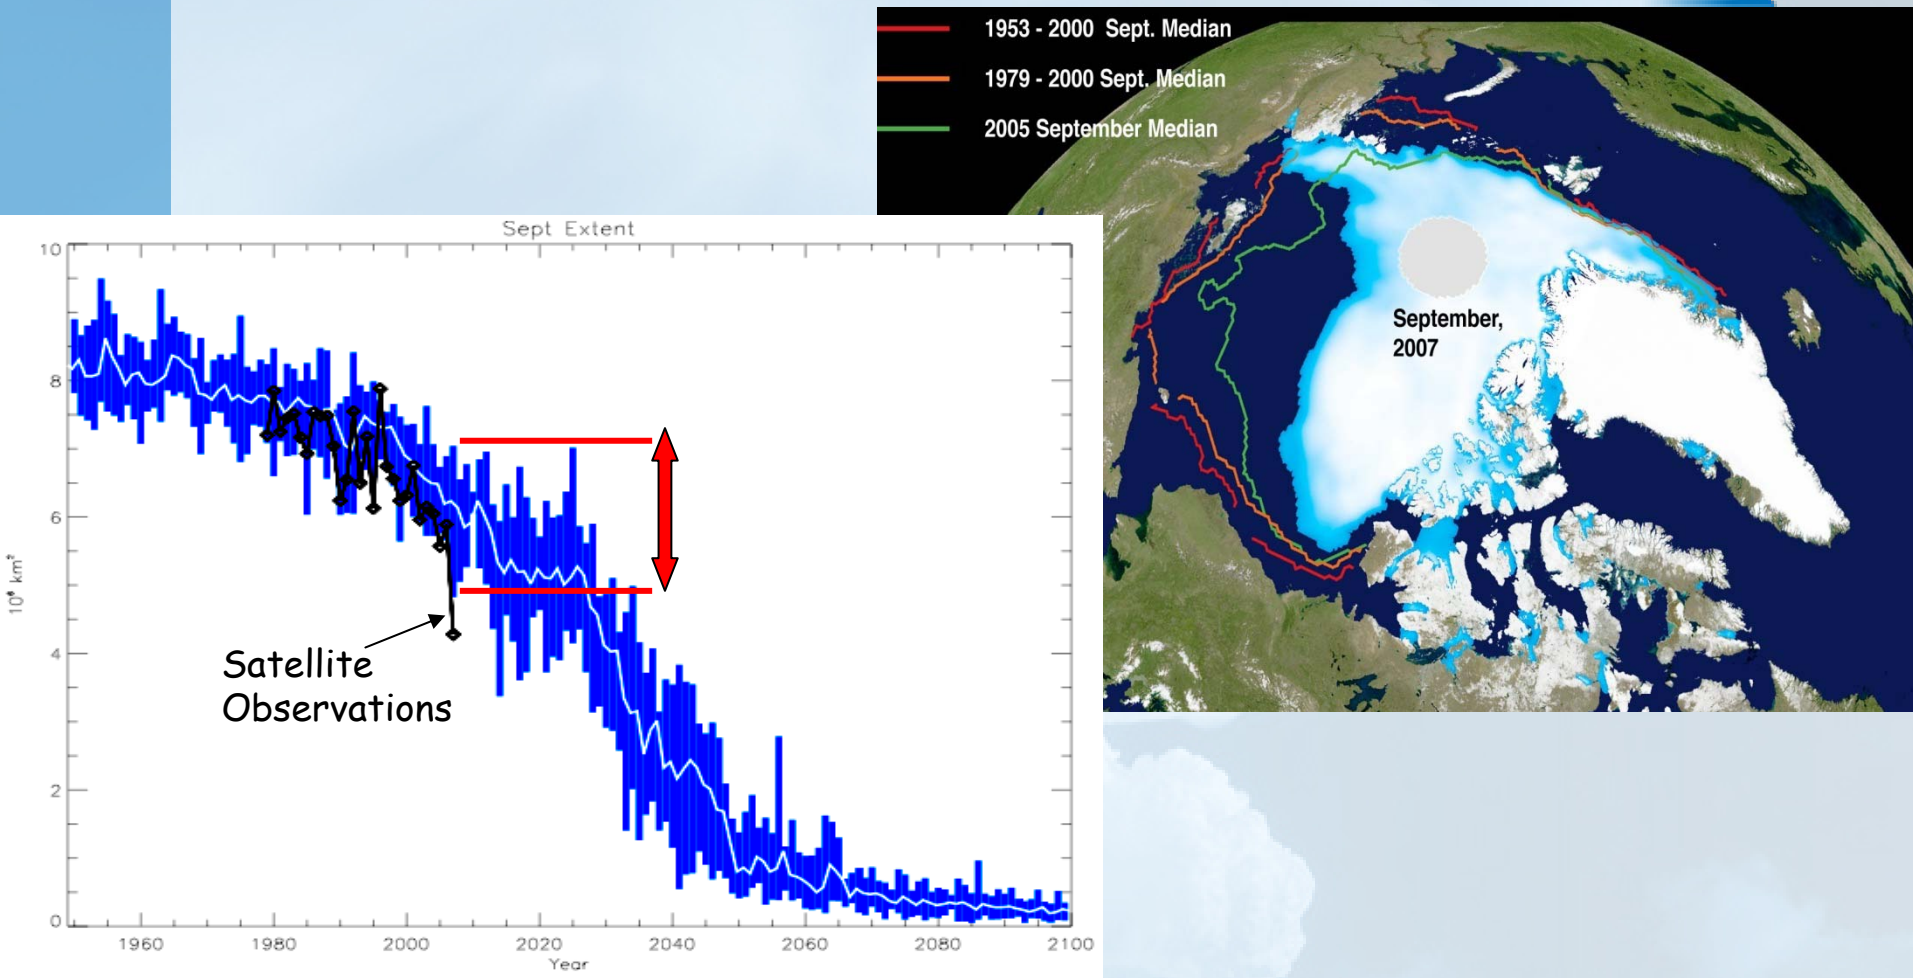 1953 - 2000 Sept. Median
1979 - 2000 Sept. Median
2005 September Median
September,
2007
Sept Extent
10
8
6
4
2
0
10⁶ km²
Satellite
Observations
1960
1980
2000
2020
2040
2060
2080
2100
Year